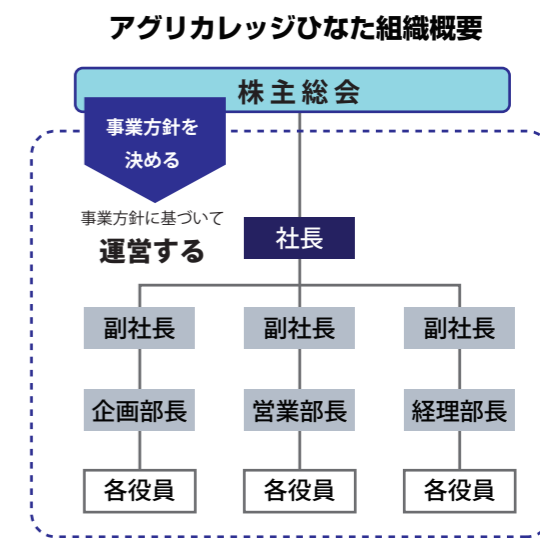 アグリカレッジひなた組織概要
株主総会
事業方針を
決める
事業方針に基づいて
運営する
社長
副社長 副社長 副社長
企画部長 営業部長 経理部長
各役員 各役員 各役員